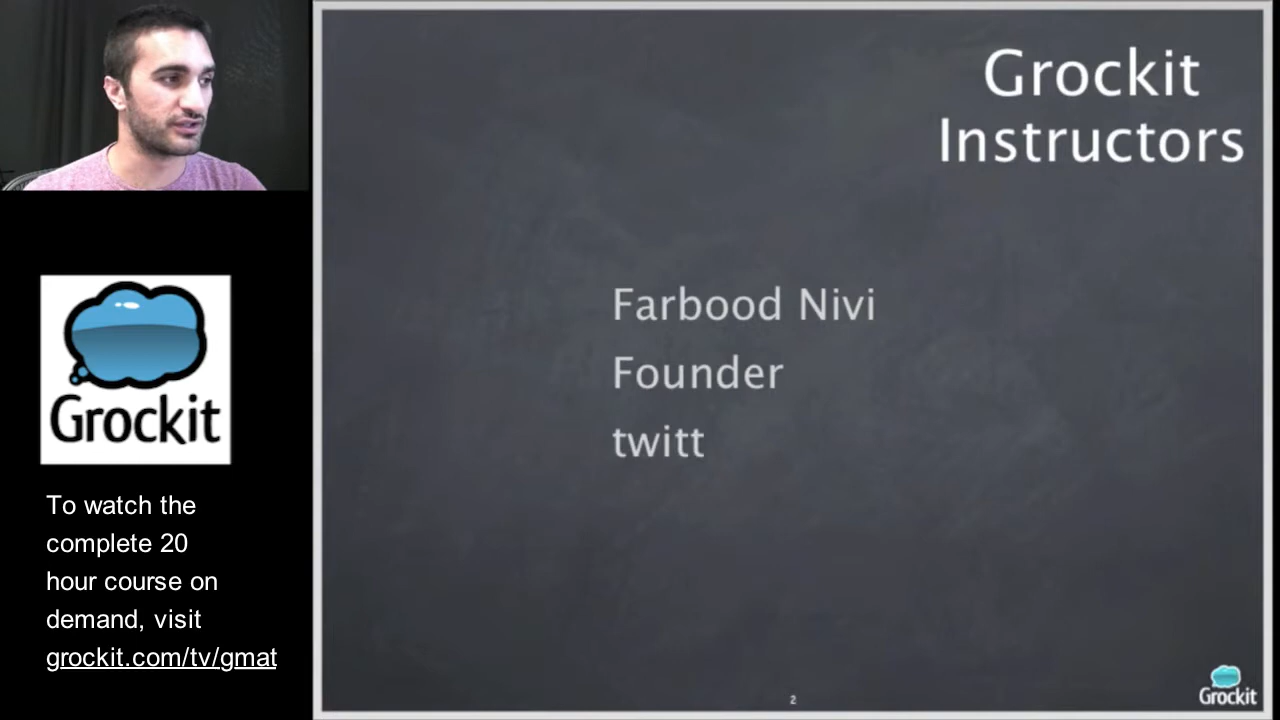 Grockit
Instructors
Farbood Nivi
Founder
twitt
Grockit
To watch the
complete 20
hour course on
demand, visit
grockit.com/tv/gmat
2
Grockit